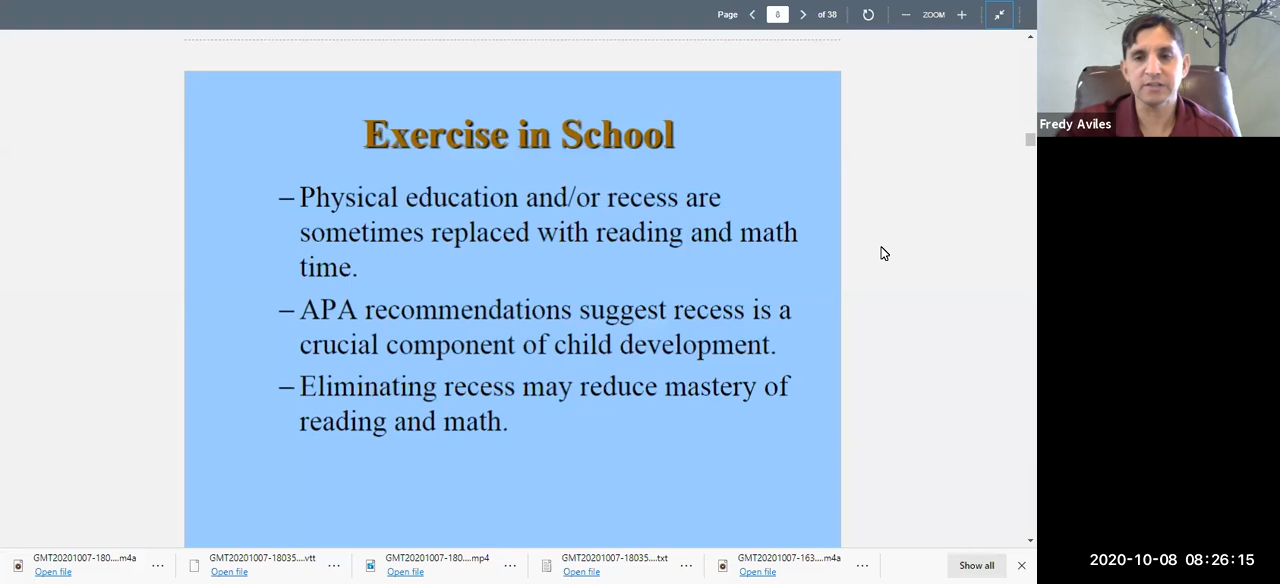 Page 8 of 38 ZOOM
Fredy Aviles
Exercise in School
– Physical education and/or recess are
sometimes replaced with reading and math
time.
– APA recommendations suggest recess is a
crucial component of child development.
– Eliminating recess may reduce mastery of
reading and math.
GMT20201007-180....m4a
Open file
GMT20201007-18035....vtt
Open file
GMT20201007-180....mp4
Open file
GMT20201007-18035....txt
Open file
GMT20201007-163....m4a
Open file
Show all
2020-10-08 08:26:15